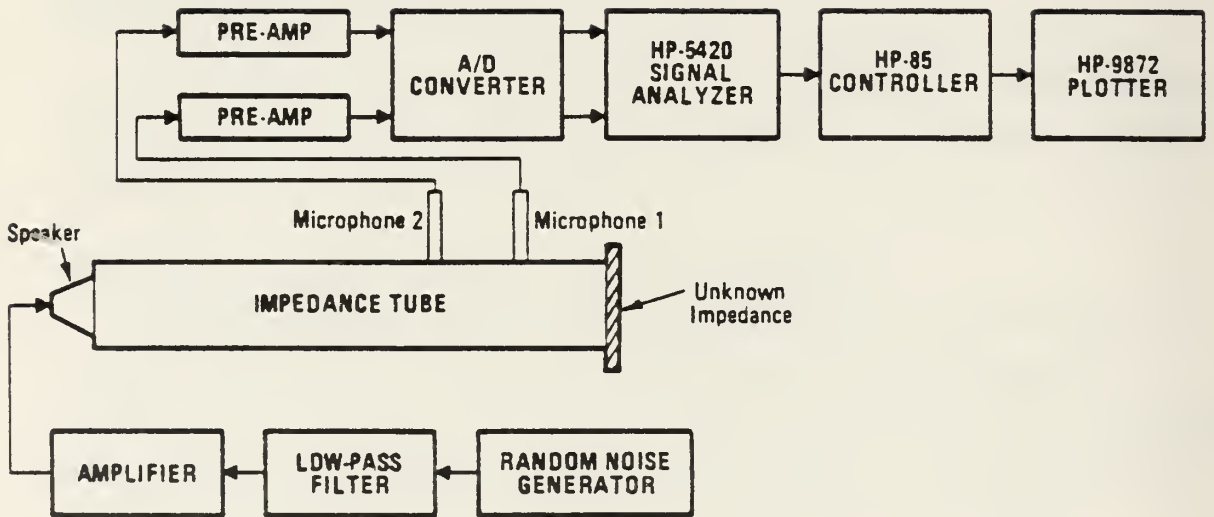 PRE-AMP
A/D
CONVERTER
HP-5420
SIGNAL
ANALYZER
HP-85
CONTROLLER
HP-9872
PLOTTER
PRE-AMP
Microphone 2
Microphone 1
Speaker
IMPEDANCE TUBE
Unknown
Impedance
AMPLIFIER
LOW-PASS
FILTER
RANDOM NOISE
GENERATOR